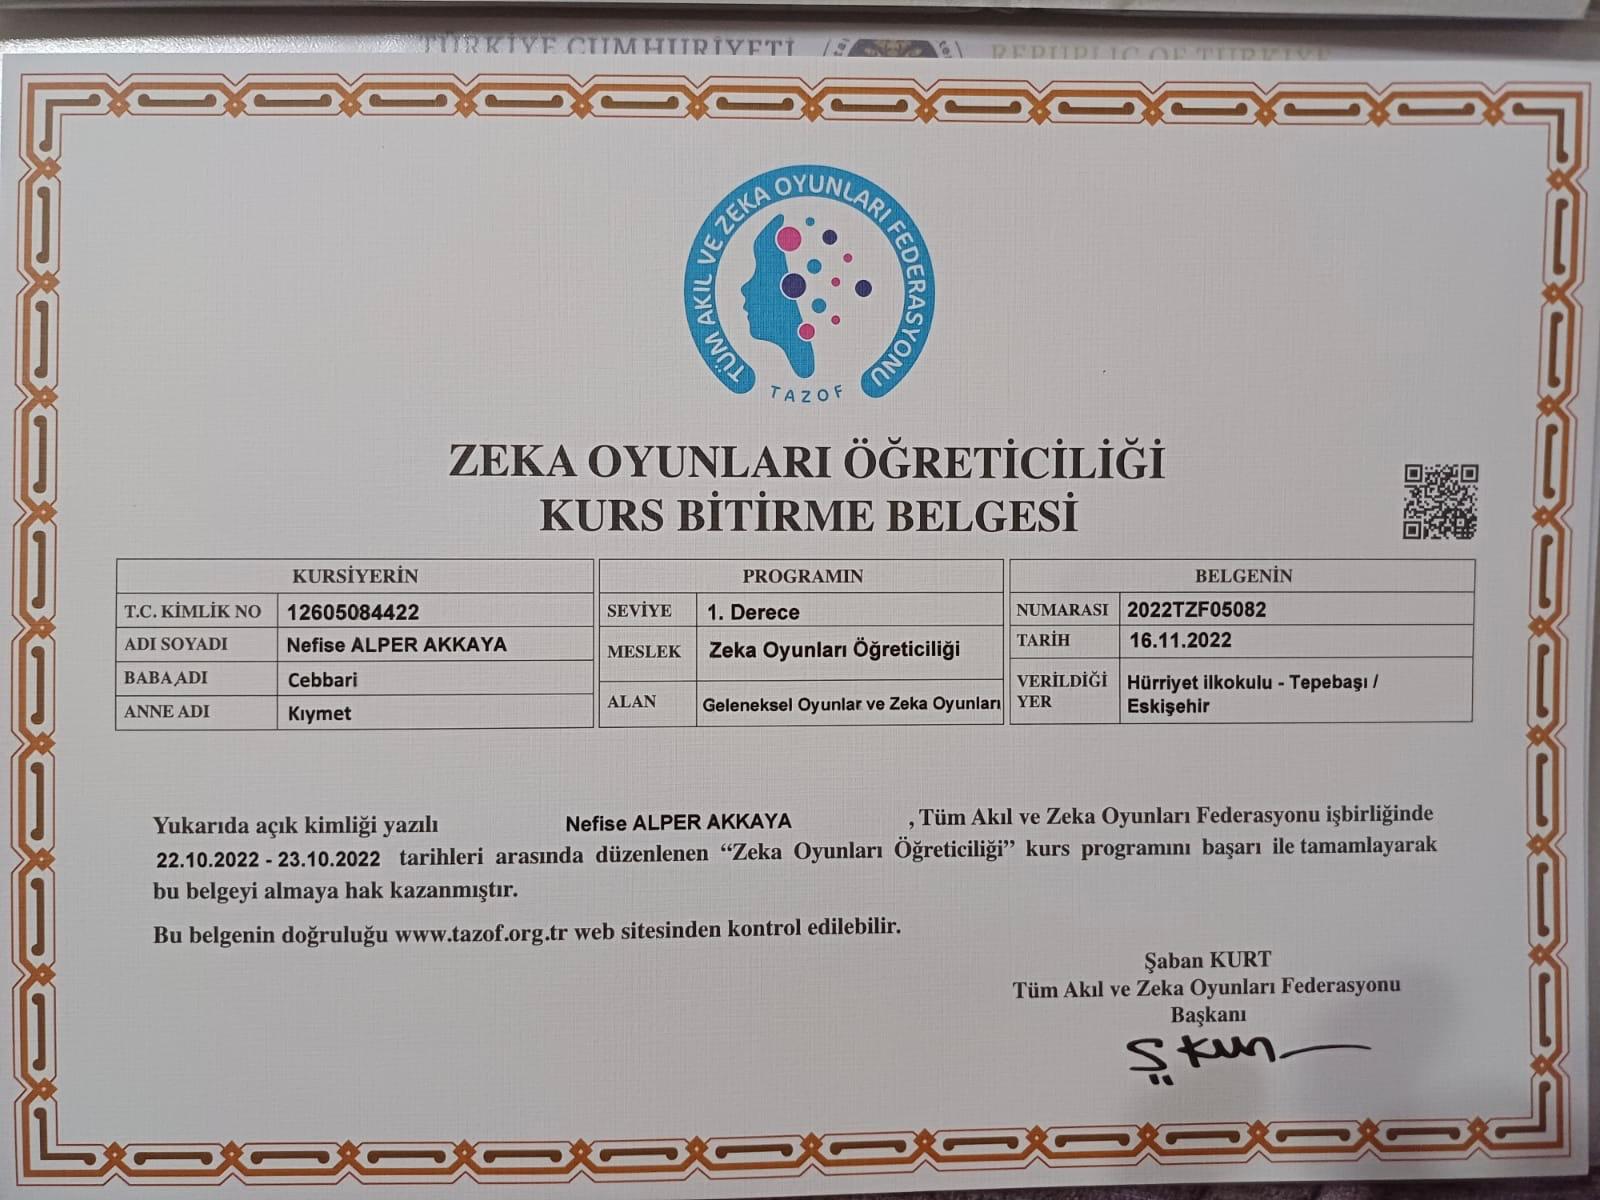 TÜRKİYE CUMHURİYETİ
REPUBLIC OF TURKIYE
TÜM AKIL VE ZEKA OYUNLARI FEDERASYONU
TAZOF
ZEKA OYUNLARI ÖĞRETİCİLİĞİ
KURS BİTİRME BELGESİ
KURSİYERİN
T.C. KİMLİK NO 12605084422
ADI SOYADI Nefise ALPER AKKAYA
BABA ADI Cebbari
ANNE ADI Kıymet
PROGRAMIN
SEVİYE 1. Derece
MESLEK Zeka Oyunları Öğreticiliği
ALAN Geleneksel Oyunlar ve Zeka Oyunları
BELGENİN
NUMARASI 2022TZF05082
TARİH 16.11.2022
VERİLDİĞİ YER Hürriyet ilkokulu - Tepebaşı /
Eskişehir
Yukarıda açık kimliği yazılı Nefise ALPER AKKAYA , Tüm Akıl ve Zeka Oyunları Federasyonu işbirliğinde
22.10.2022 - 23.10.2022 tarihleri arasında düzenlenen “Zeka Oyunları Öğreticiliği” kurs programını başarı ile tamamlayarak
bu belgeyi almaya hak kazanmıştır.
Bu belgenin doğruluğu www.tazof.org.tr web sitesinden kontrol edilebilir.
Şaban KURT
Tüm Akıl ve Zeka Oyunları Federasyonu
Başkanı